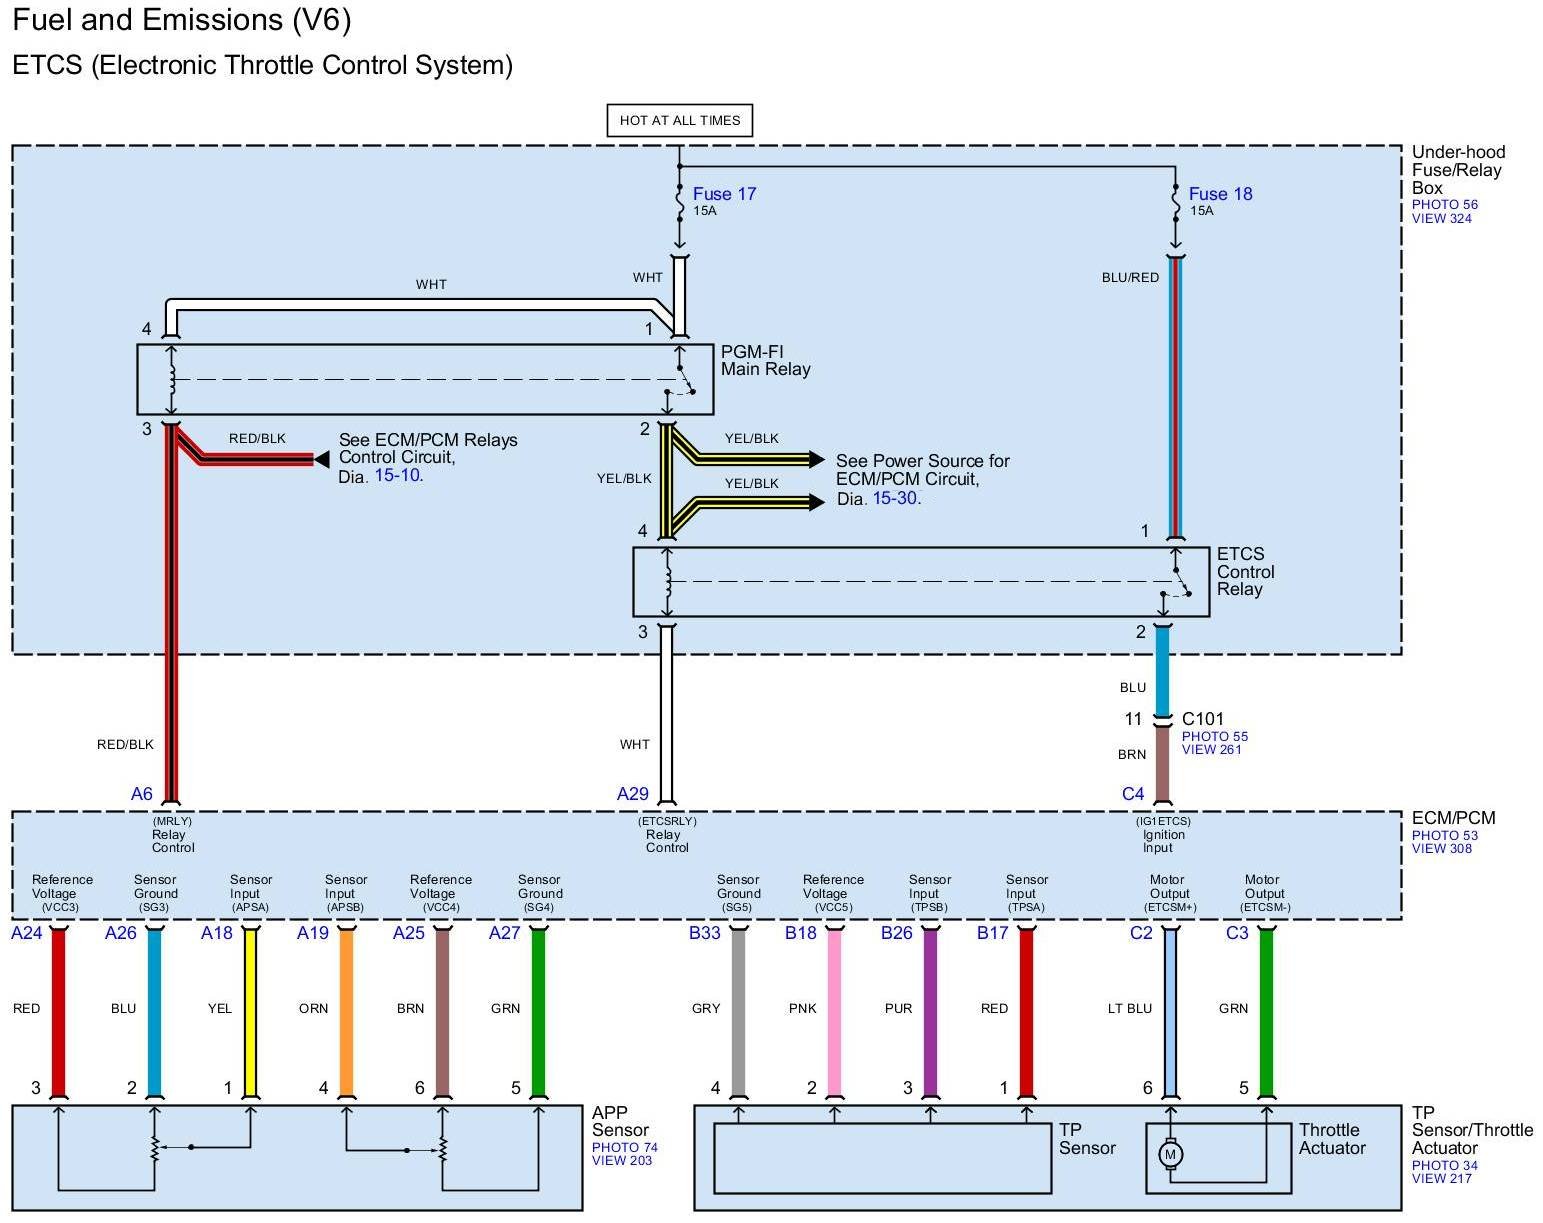 Fuel and Emissions (V6)
ETCS (Electronic Throttle Control System)
HOT AT ALL TIMES
Under-hood
Fuse/Relay
Box
PHOTO 56
VIEW 324
Fuse 17
15A
Fuse 18
15A
WHT
WHT
BLU/RED
4
1
PGM-FI
Main Relay
3
2
RED/BLK
See ECM/PCM Relays
Control Circuit,
Dia. 15-10.
YEL/BLK
YEL/BLK
YEL/BLK
See Power Source for
ECM/PCM Circuit,
Dia. 15-30.
4
1
ETCS
Control
Relay
3
2
BLU
11
C101
PHOTO 55
VIEW 261
RED/BLK
WHT
BRN
A6
A29
C4
(MRLY)
Relay
Control
(ETCSRLY)
Relay
Control
(IG1ETCS)
Ignition
Input
ECM/PCM
PHOTO 53
VIEW 308
Reference
Voltage
(VCC3)
Sensor
Ground
(SG3)
Sensor
Input
(APSA)
Sensor
Input
(APSB)
Reference
Voltage
(VCC4)
Sensor
Ground
(SG4)
Sensor
Ground
(SG5)
Reference
Voltage
(VCC5)
Sensor
Input
(TPSB)
Sensor
Input
(TPSA)
Motor
Output
(ETCSM+)
Motor
Output
(ETCSM-)
A24
A26
A18
A19
A25
A27
B33
B18
B26
B17
C2
C3
RED
BLU
YEL
ORN
BRN
GRN
GRY
PNK
PUR
RED
LT BLU
GRN
3
2
1
4
6
5
4
2
3
1
6
5
APP
Sensor
PHOTO 74
VIEW 203
TP
Sensor
M
Throttle
Actuator
TP
Sensor/Throttle
Actuator
PHOTO 34
VIEW 217